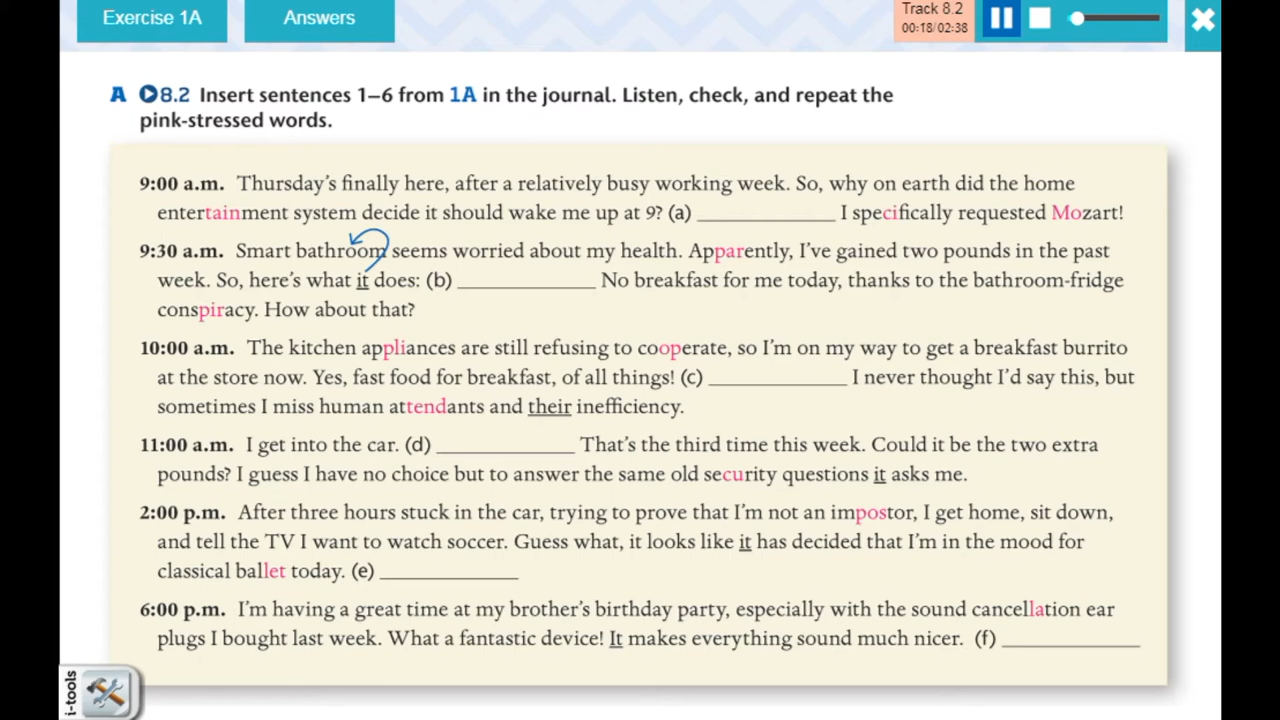 Exercise 1A Answers Track 8.2
00:18/02:38
A 8.2 Insert sentences 1–6 from 1A in the journal. Listen, check, and repeat the
pink-stressed words.
9:00 a.m. Thursday's finally here, after a relatively busy working week. So, why on earth did the home
entertainment system decide it should wake me up at 9? (a) ______________ I specifically requested Mozart!
9:30 a.m. Smart bathroom seems worried about my health. Apparently, I've gained two pounds in the past
week. So, here's what it does: (b) ______________ No breakfast for me today, thanks to the bathroom-fridge
conspiracy. How about that?
10:00 a.m. The kitchen appliances are still refusing to cooperate, so I'm on my way to get a breakfast burrito
at the store now. Yes, fast food for breakfast, of all things! (c) ______________ I never thought I'd say this, but
sometimes I miss human attendants and their inefficiency.
11:00 a.m. I get into the car. (d) ______________ That's the third time this week. Could it be the two extra
pounds? I guess I have no choice but to answer the same old security questions it asks me.
2:00 p.m. After three hours stuck in the car, trying to prove that I'm not an impostor, I get home, sit down,
and tell the TV I want to watch soccer. Guess what, it looks like it has decided that I'm in the mood for
classical ballet today. (e) ______________
6:00 p.m. I'm having a great time at my brother's birthday party, especially with the sound cancellation ear
plugs I bought last week. What a fantastic device! It makes everything sound much nicer. (f) ______________
i-tools